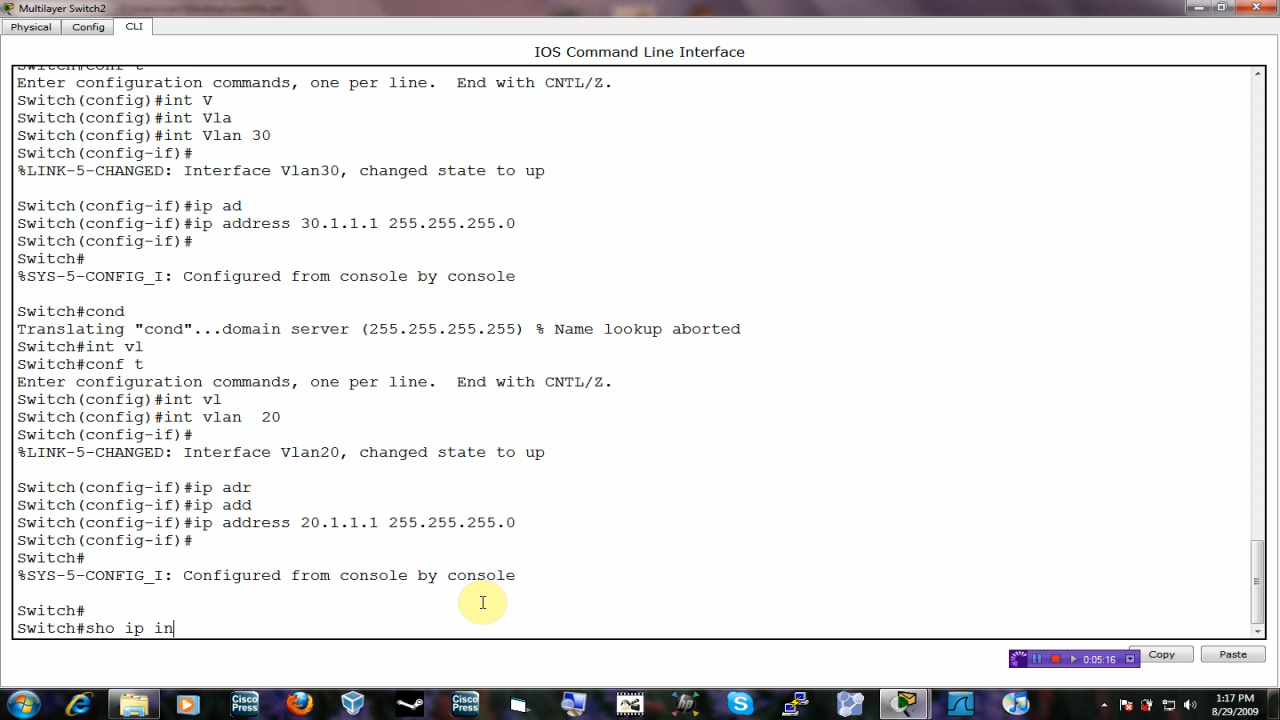 Multilayer Switch2
Physical
Config
CLI
IOS Command Line Interface
Switch#conf t
Enter configuration commands, one per line.  End with CNTL/Z.
Switch(config)#int V
Switch(config)#int Vla
Switch(config)#int Vlan 30
Switch(config-if)#
%LINK-5-CHANGED: Interface Vlan30, changed state to up
Switch(config-if)#ip ad
Switch(config-if)#ip address 30.1.1.1 255.255.255.0
Switch(config-if)#
Switch#
%SYS-5-CONFIG_I: Configured from console by console
Switch#cond
Translating "cond"...domain server (255.255.255.255) % Name lookup aborted
Switch#int vl
Switch#conf t
Enter configuration commands, one per line.  End with CNTL/Z.
Switch(config)#int vl
Switch(config)#int vlan  20
Switch(config-if)#
%LINK-5-CHANGED: Interface Vlan20, changed state to up
Switch(config-if)#ip adr
Switch(config-if)#ip add
Switch(config-if)#ip address 20.1.1.1 255.255.255.0
Switch(config-if)#
Switch#
%SYS-5-CONFIG_I: Configured from console by console
Switch#
Switch#sho ip in
0:05:16
Copy
Paste
Cisco Press
Cisco Press
1:17 PM
8/29/2009